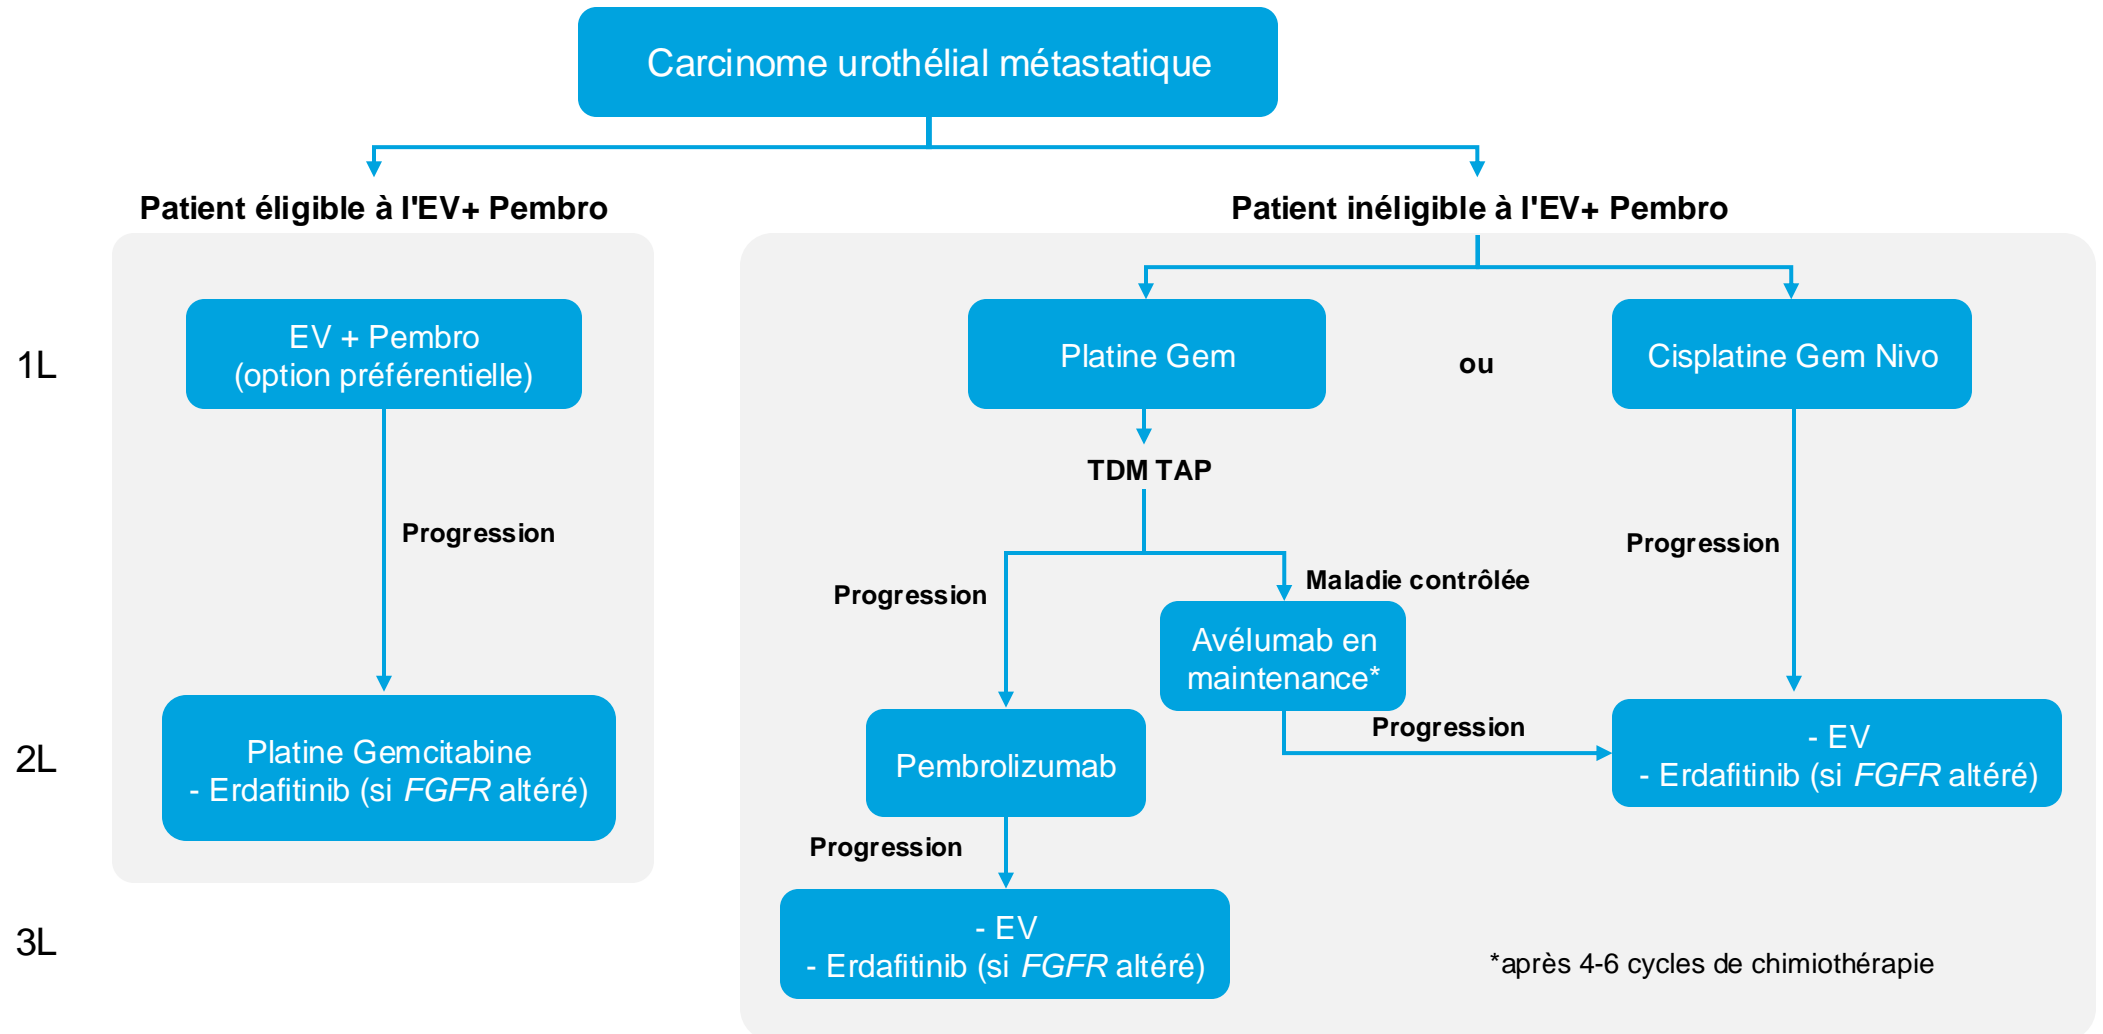 Carcinome urothélial métastatique
Patient éligible à l'EV+ Pembro
Patient inéligible à l'EV+ Pembro
1L
EV + Pembro
(option préférentielle)
Platine Gem
ou
Cisplatine Gem Nivo
TDM TAP
Progression
Progression
Maladie contrôlée
Progression
Avélumab en
maintenance*
Progression
2L
Platine Gemcitabine
- Erdafitinib (si FGFR altéré)
Pembrolizumab
- EV
- Erdafitinib (si FGFR altéré)
Progression
3L
- EV
- Erdafitinib (si FGFR altéré)
*après 4-6 cycles de chimiothérapie